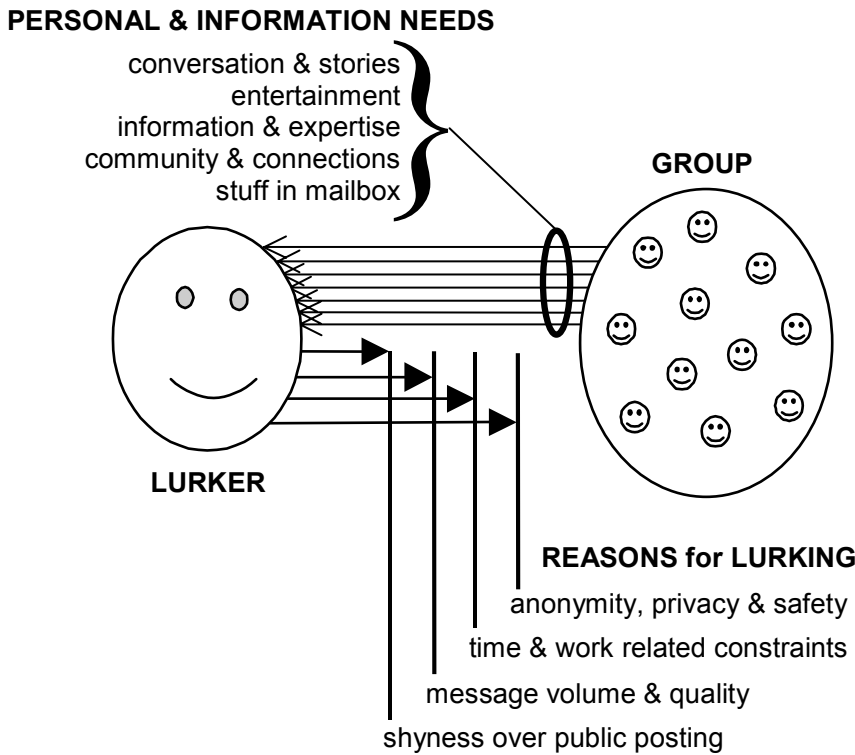 PERSONAL & INFORMATION NEEDS
conversation & stories
entertainment
information & expertise
community & connections
stuff in mailbox
GROUP
LURKER
REASONS for LURKING
anonymity, privacy & safety
time & work related constraints
message volume & quality
shyness over public posting